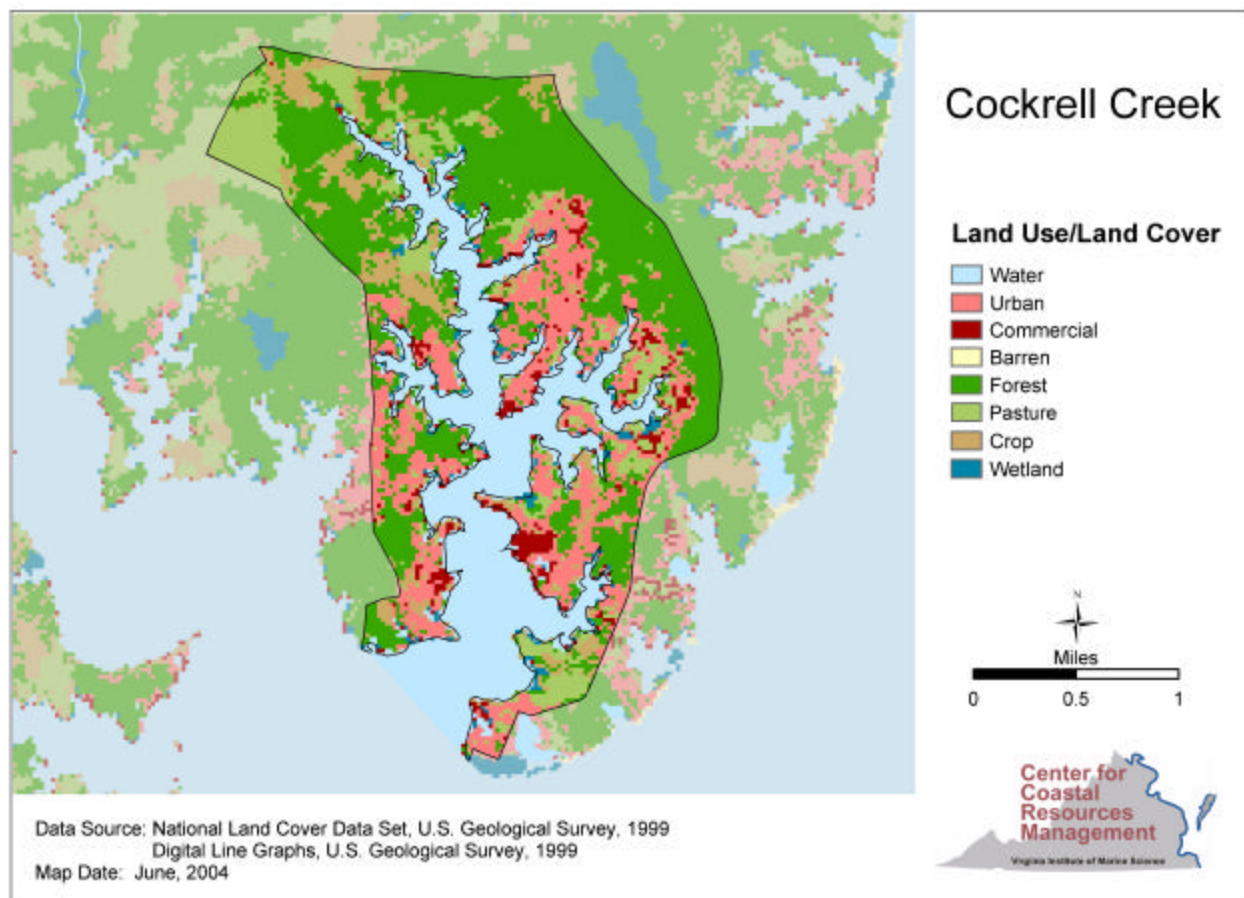 Cockrell Creek
Land Use/Land Cover
Water
Urban
Commercial
Barren
Forest
Pasture
Crop
Wetland
N
Miles
0 0.5 1
Center for
Coastal
Resources
Management
Virginia Institute of Marine Science
Data Source: National Land Cover Data Set, U.S. Geological Survey, 1999
Digital Line Graphs, U.S. Geological Survey, 1999
Map Date: June, 2004